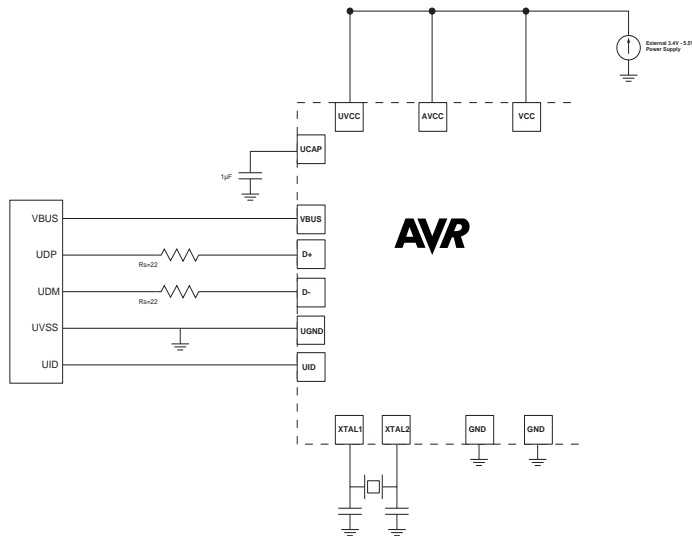 External 3.4V - 5.5V
Power Supply
UVCC
AVCC
VCC
UCAP
1µF
VBUS
VBUS
UDP
Rs=22
D+
UDM
Rs=22
D-
UVSS
UGND
UID
UID
AVR
XTAL1
XTAL2
GND
GND